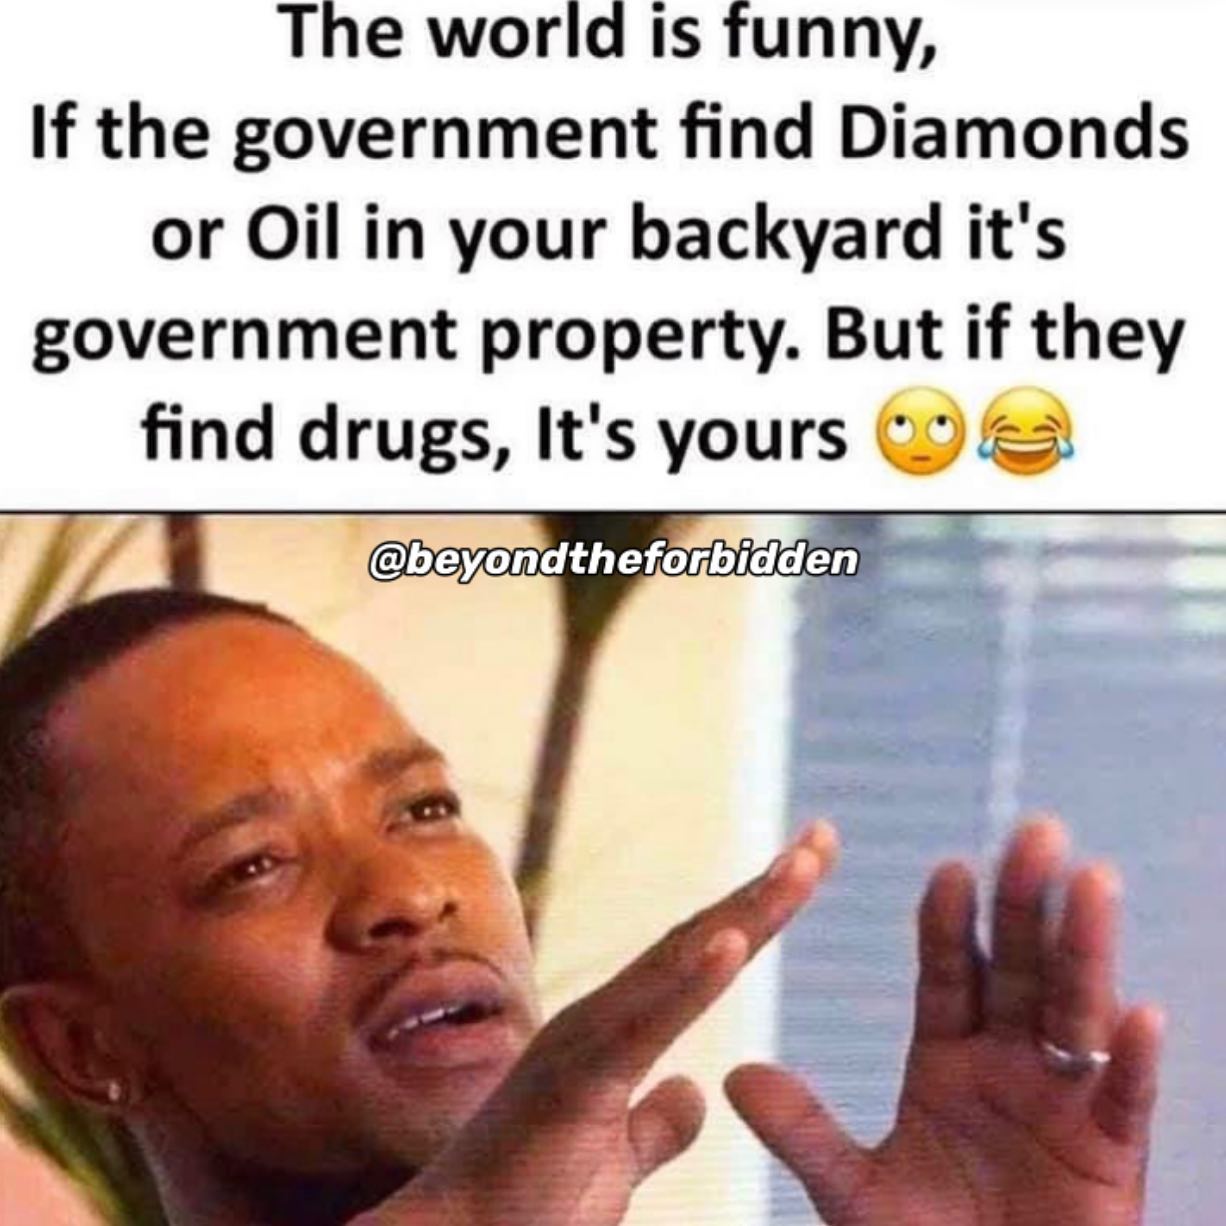 The world is funny,
If the government find Diamonds
or Oil in your backyard it's
government property. But if they
find drugs, It's yours 🙄😂
@beyondtheforbidden